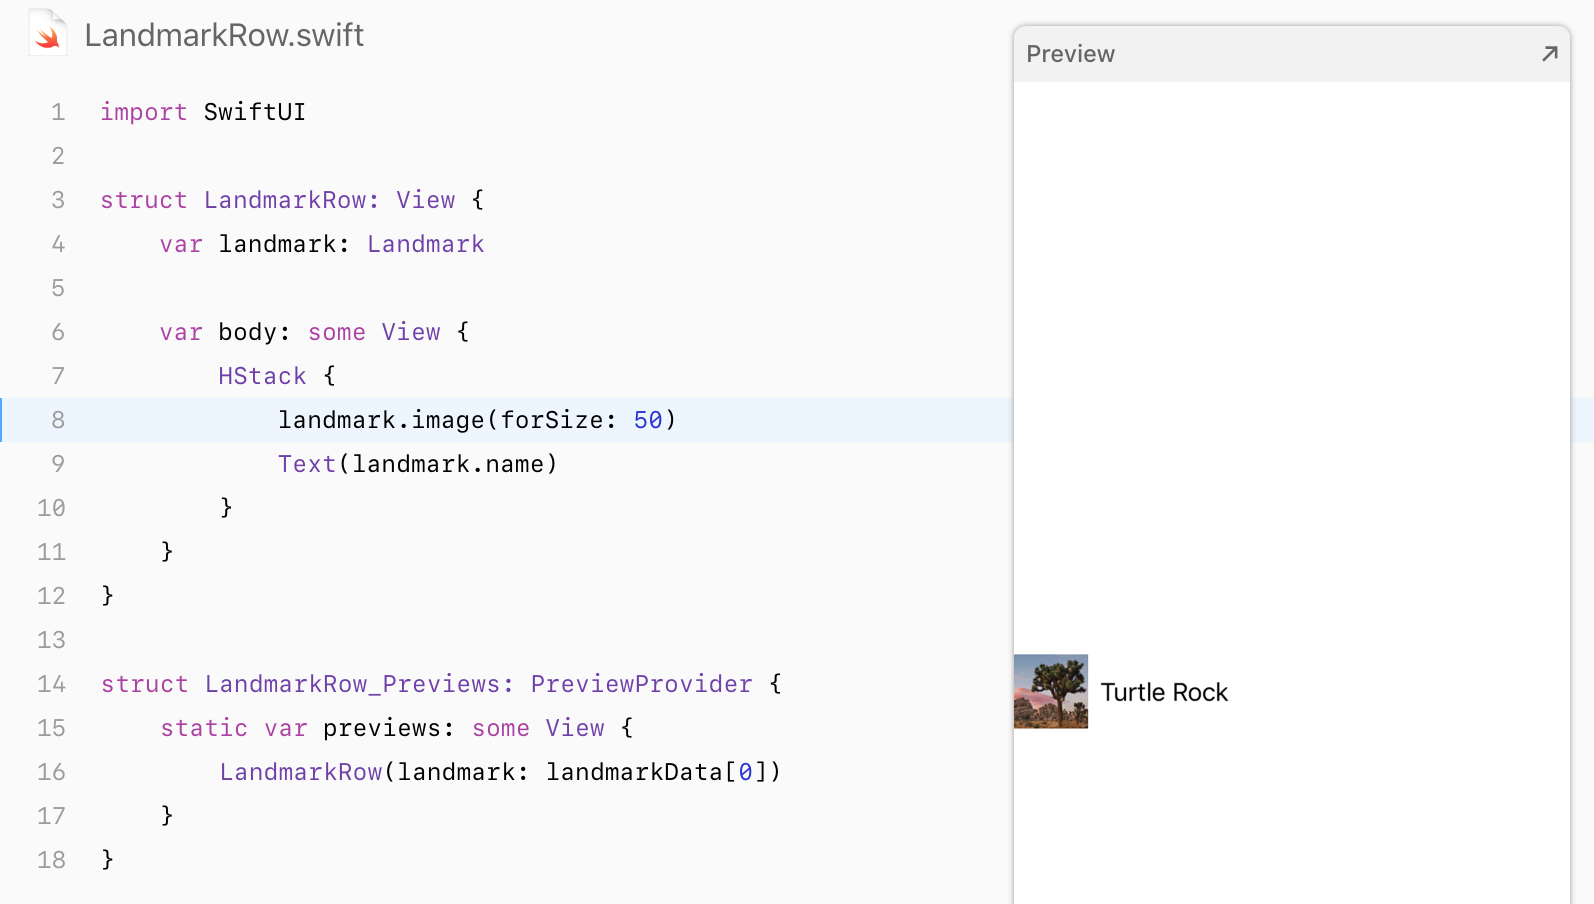 LandmarkRow.swift
Preview
1 import SwiftUI
2
3 struct LandmarkRow: View {
4     var landmark: Landmark
5
6     var body: some View {
7         HStack {
8             landmark.image(forSize: 50)
9             Text(landmark.name)
10         }
11     }
12 }
13
14 struct LandmarkRow_Previews: PreviewProvider {
15     static var previews: some View {
16         LandmarkRow(landmark: landmarkData[0])
17     }
18 }
Turtle Rock